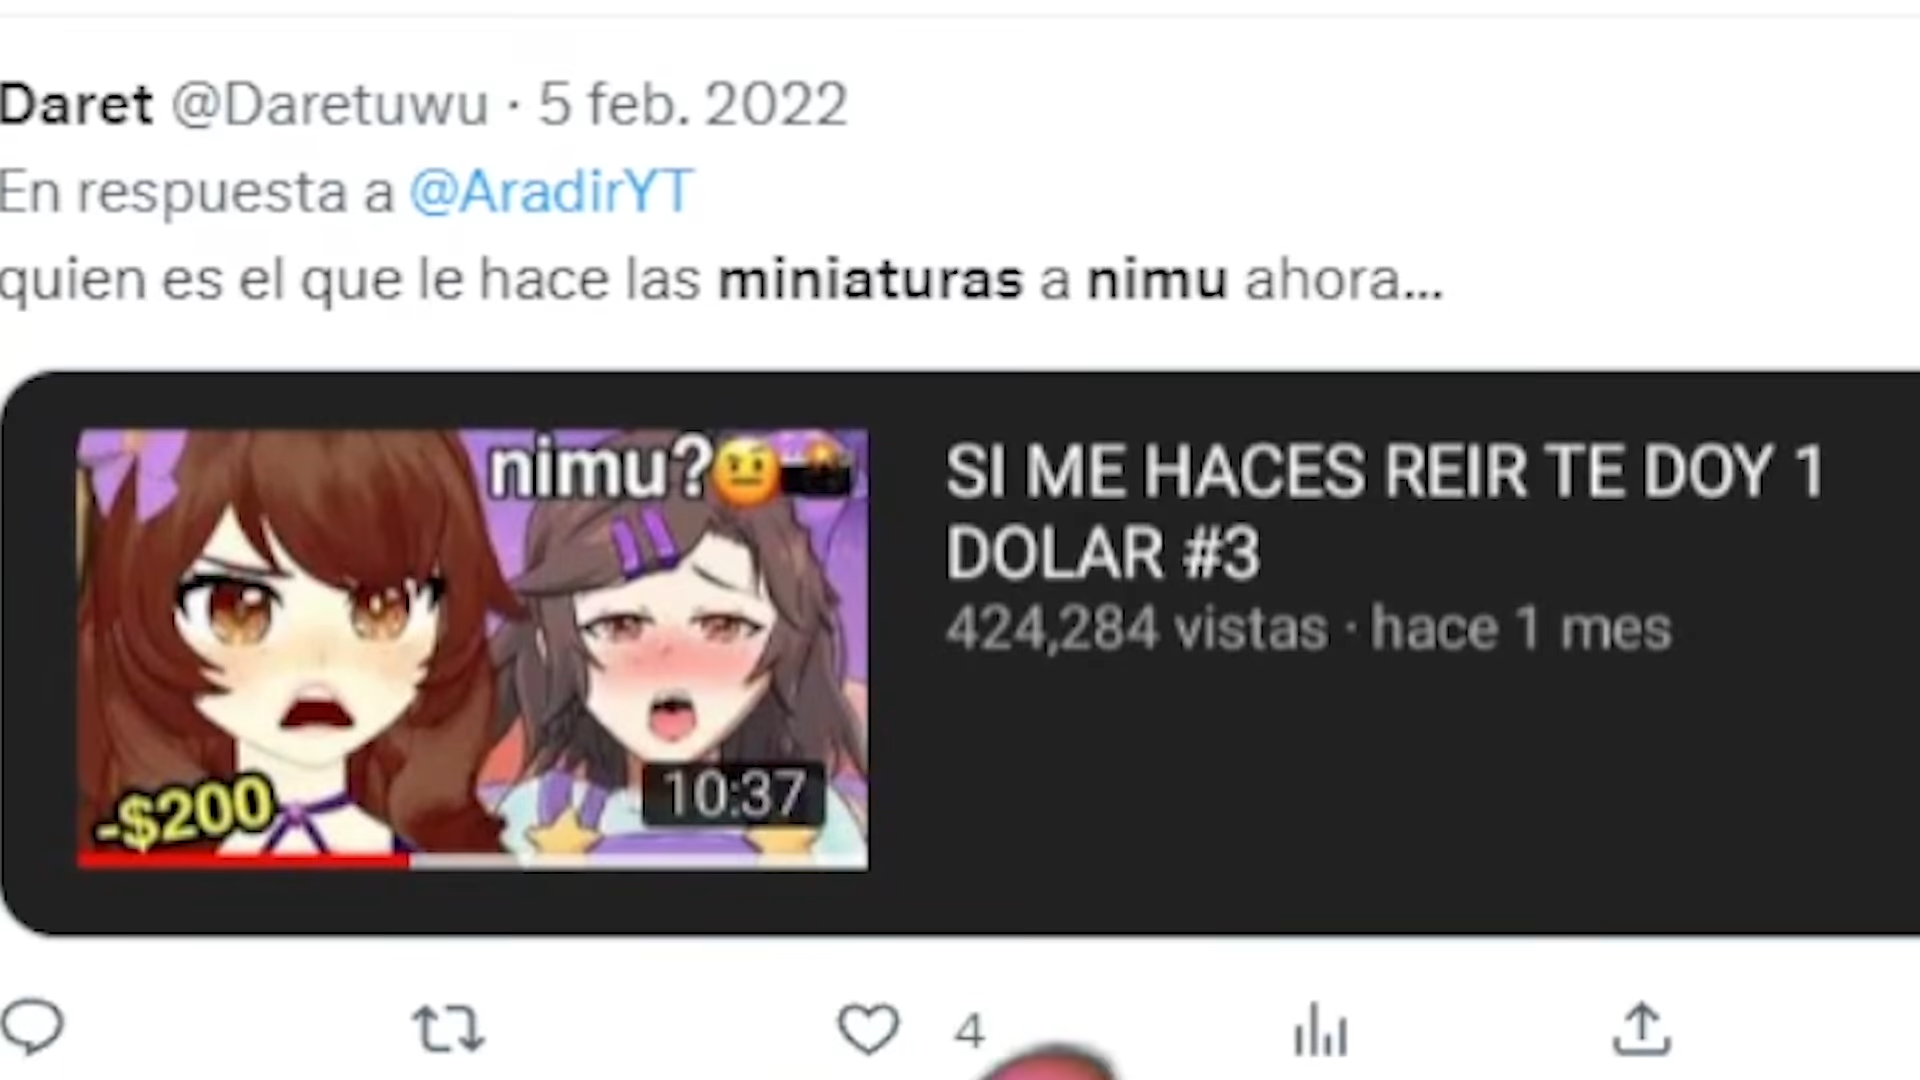 Daret @Daretuwu · 5 feb. 2022
En respuesta a @AradirYT
quien es el que le hace las miniaturas a nimu ahora...
nimu?🤨📸
-$200
10:37
SI ME HACES REIR TE DOY 1
DOLAR #3
424,284 vistas · hace 1 mes
4